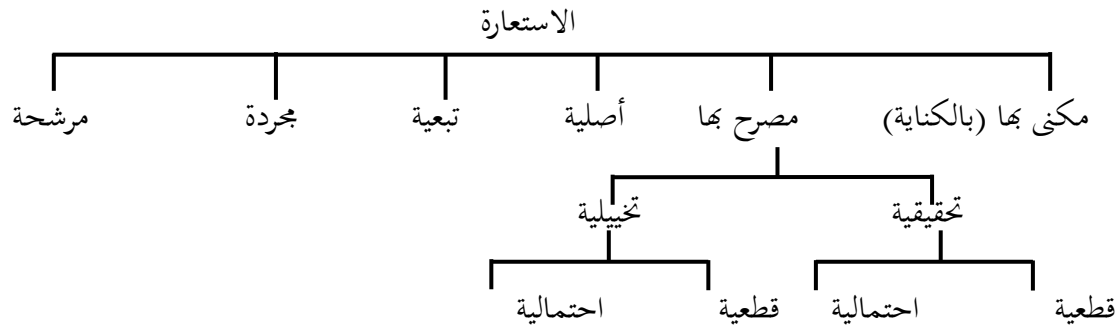 الاستعارة
مكنى بها (بالكناية) مصرح بها أصلية تبعية مجردة مرشحة
تحقيقية تخييلية
قطعية احتمالية قطعية احتمالية